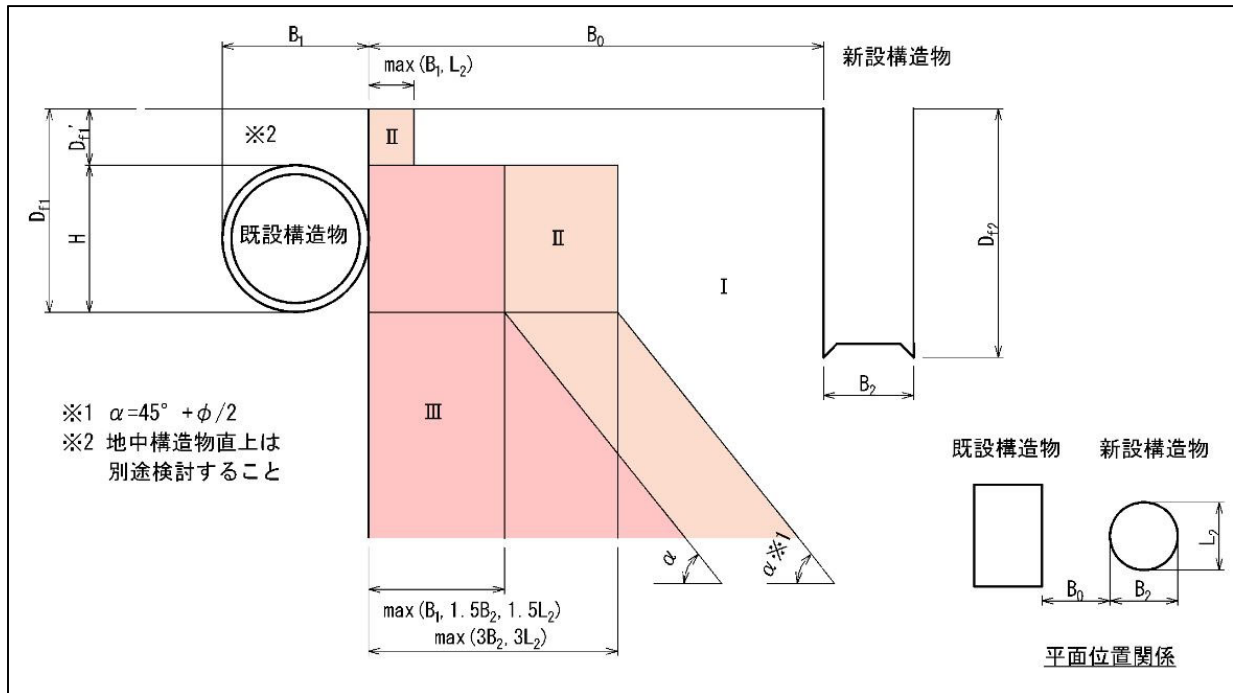 B₁
B₀
新設構造物
max(B₁, L₂)
D_f1'
※2
Ⅱ
D_f1
H
既設構造物
Ⅱ
Ⅰ
D_f2
B₂
Ⅲ
※1 α=45°+φ/2
※2 地中構造物直上は
別途検討すること
α
α※1
max(B₁, 1.5B₂, 1.5L₂)
max(3B₂, 3L₂)
既設構造物
新設構造物
L₂
B₀
B₂
平面位置関係